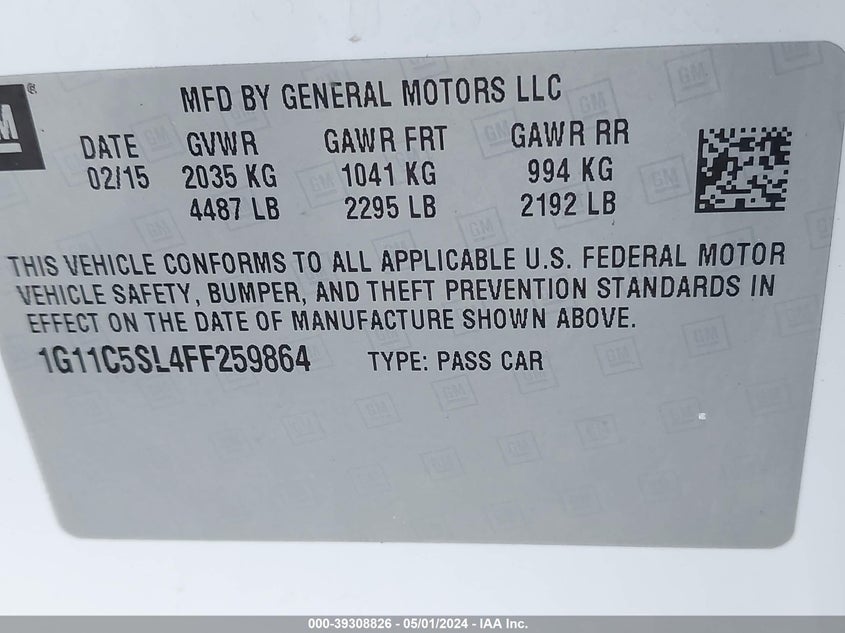 M ®
MFD BY GENERAL MOTORS LLC
DATE GVWR GAWR FRT GAWR RR
02/15 2035 KG 1041 KG 994 KG
4487 LB 2295 LB 2192 LB
THIS VEHICLE CONFORMS TO ALL APPLICABLE U.S. FEDERAL MOTOR
VEHICLE SAFETY, BUMPER, AND THEFT PREVENTION STANDARDS IN
EFFECT ON THE DATE OF MANUFACTURE SHOWN ABOVE.
1G11C5SL4FF259864 TYPE: PASS CAR
000-39308826 - 05/01/2024 - IAA Inc.